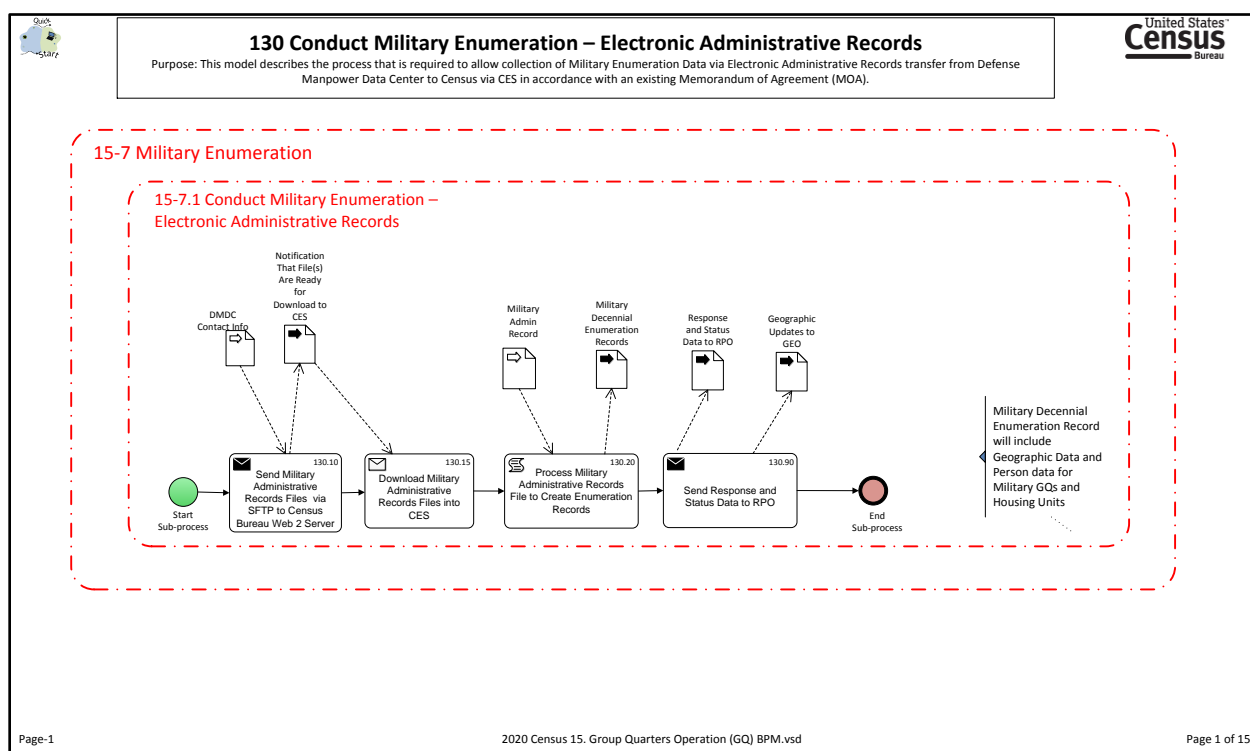 Quick
Start
130 Conduct Military Enumeration – Electronic Administrative Records
Purpose: This model describes the process that is required to allow collection of Military Enumeration Data via Electronic Administrative Records transfer from Defense
Manpower Data Center to Census via CES in accordance with an existing Memorandum of Agreement (MOA).
United States™
Census
Bureau
15-7 Military Enumeration
15-7.1 Conduct Military Enumeration –
Electronic Administrative Records
DMDC
Contact Info
Notification
That File(s)
Are Ready
for
Download to
CES
Military
Admin
Record
Military
Decennial
Enumeration
Records
Response
and Status
Data to RPO
Geographic
Updates to
GEO
Start
Sub-process
130.10
Send Military
Administrative
Records Files via
SFTP to Census
Bureau Web 2 Server
130.15
Download Military
Administrative
Records Files into
CES
130.20
Process Military
Administrative Records
File to Create Enumeration
Records
130.90
Send Response and
Status Data to RPO
End
Sub-process
Military Decennial
Enumeration Record
will include
Geographic Data and
Person data for
Military GQs and
Housing Units
Page-1
2020 Census 15. Group Quarters Operation (GQ) BPM.vsd
Page 1 of 15